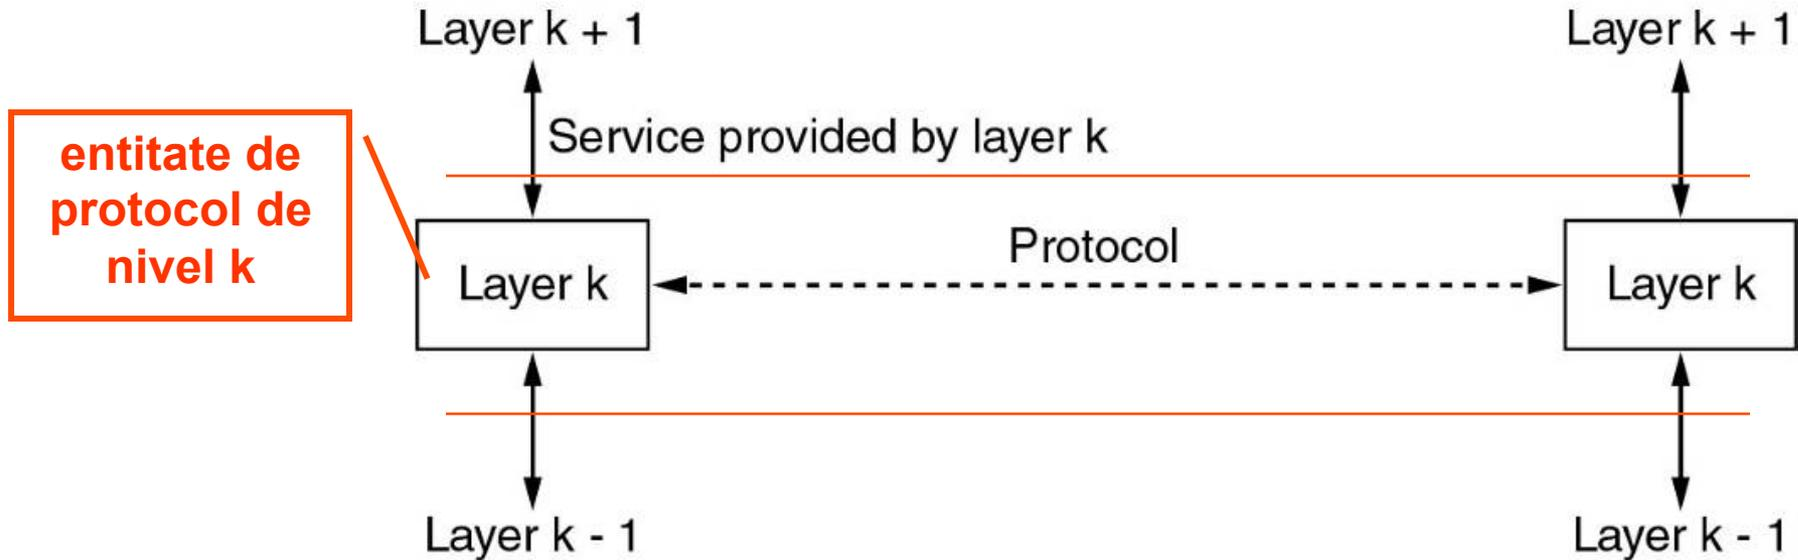 Layer k + 1
Layer k + 1
Service provided by layer k
entitate de
protocol de
nivel k
Protocol
Layer k
Layer k
Layer k - 1
Layer k - 1